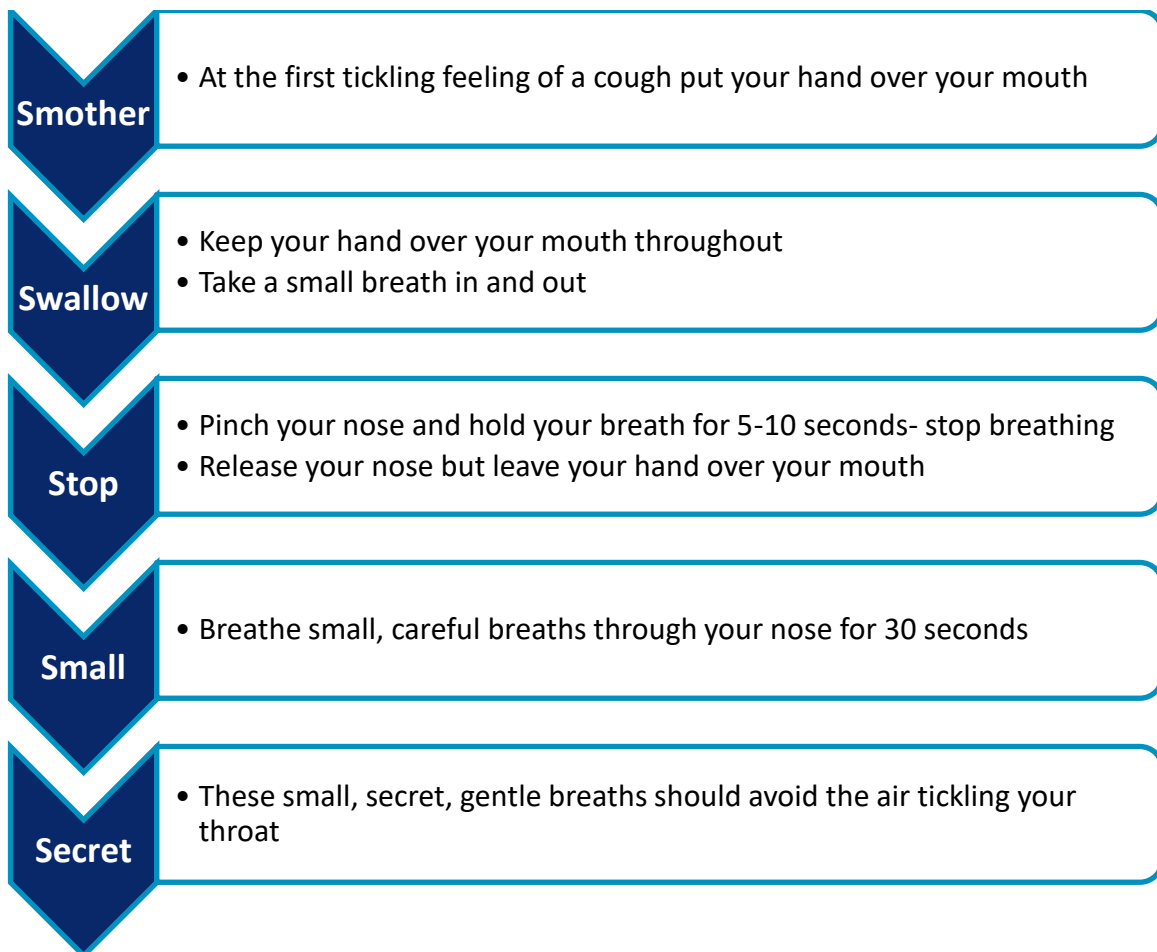 Smother
• At the first tickling feeling of a cough put your hand over your mouth
Swallow
• Keep your hand over your mouth throughout
• Take a small breath in and out
Stop
• Pinch your nose and hold your breath for 5-10 seconds- stop breathing
• Release your nose but leave your hand over your mouth
Small
• Breathe small, careful breaths through your nose for 30 seconds
Secret
• These small, secret, gentle breaths should avoid the air tickling your
throat